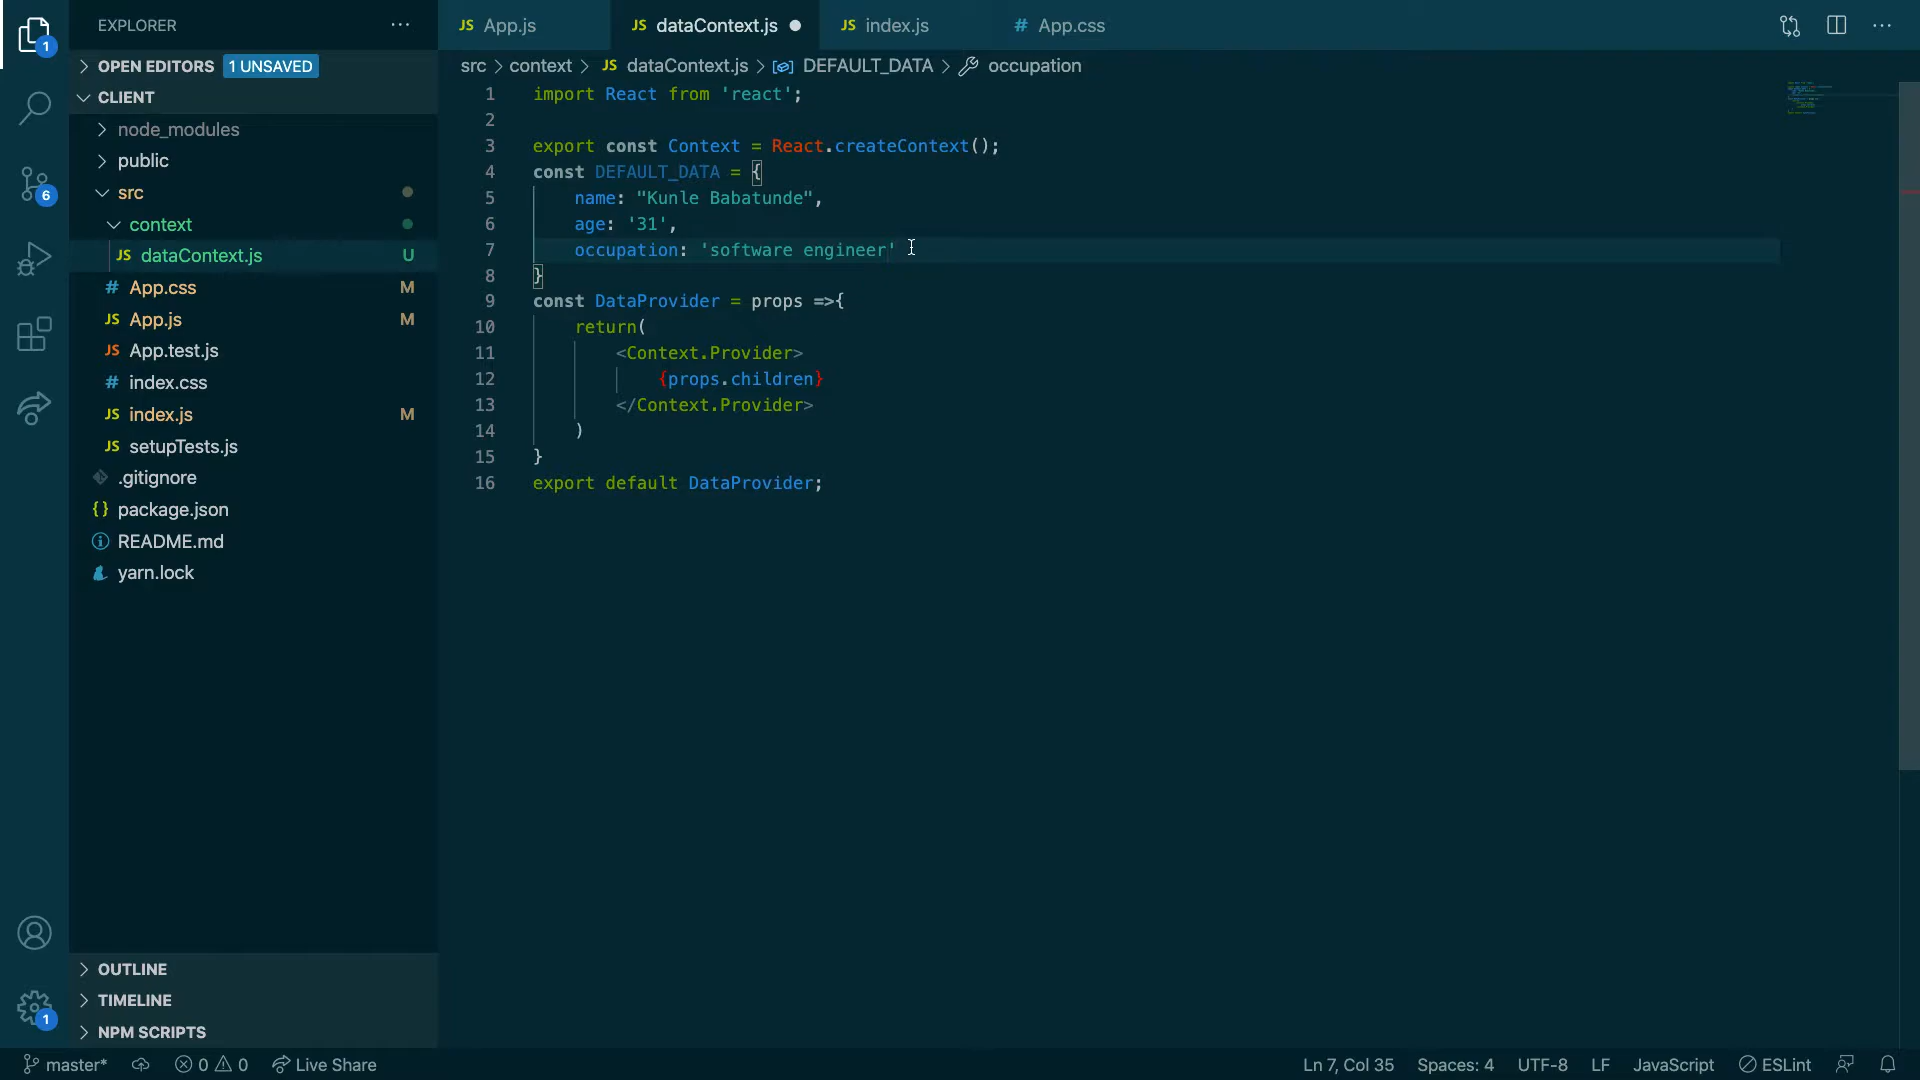 EXPLORER
OPEN EDITORS 1 UNSAVED
CLIENT
node_modules
public
src
context
JS dataContext.js U
# App.css M
JS App.js M
JS App.test.js
# index.css
JS index.js M
JS setupTests.js
.gitignore
{} package.json
README.md
yarn.lock
OUTLINE
TIMELINE
NPM SCRIPTS
1
6
1
JS App.js JS dataContext.js JS index.js # App.css
src > context > JS dataContext.js > DEFAULT_DATA > occupation
1 import React from 'react';
2
3 export const Context = React.createContext();
4 const DEFAULT_DATA = {
5 name: "Kunle Babatunde",
6 age: '31',
7 occupation: 'software engineer'
8 }
9 const DataProvider = props =>{
10 return(
11 <Context.Provider>
12 {props.children}
13 </Context.Provider>
14 )
15 }
16 export default DataProvider;
master* 0 0 Live Share Ln 7, Col 35 Spaces: 4 UTF-8 LF JavaScript ESLint